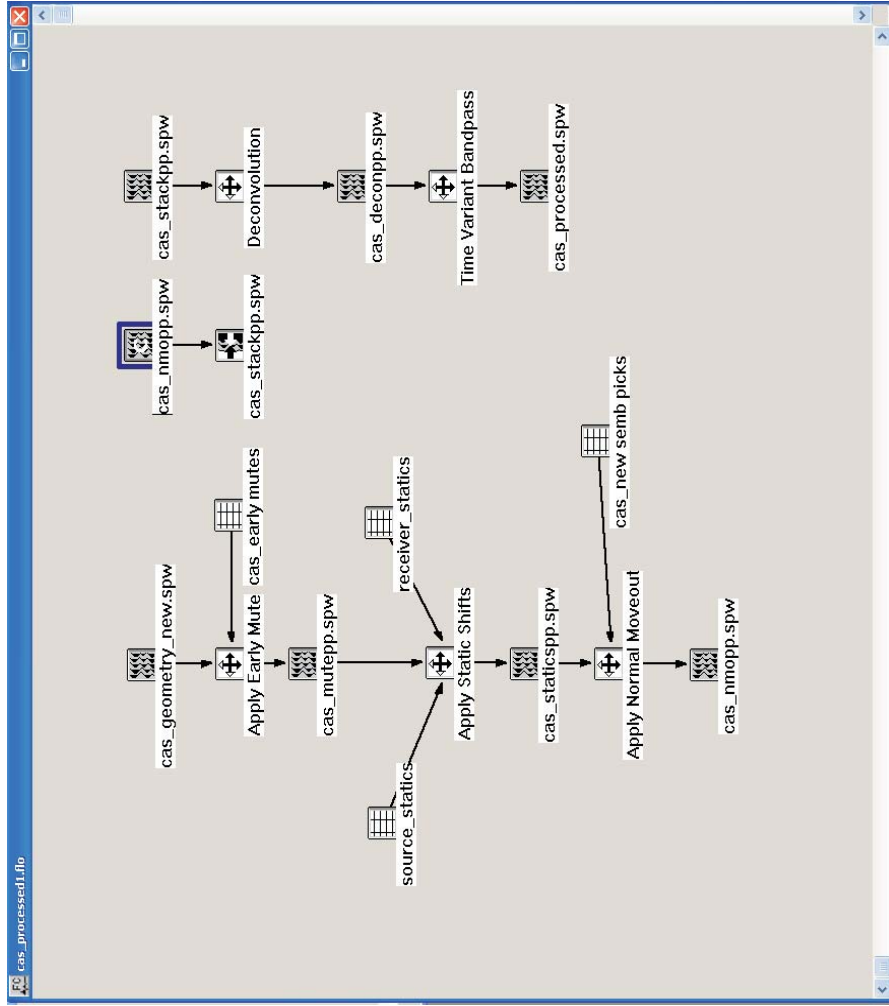 FC cas_processed1.flo
cas_geometry_new.spw
cas_early mutes
Apply Early Mute
cas_mutepp.spw
source_statics
receiver_statics
Apply Static Shifts
cas_staticspp.spw
cas_new semb picks
Apply Normal Moveout
cas_nmopp.spw
cas_nmopp.spw
cas_stackpp.spw
cas_stackpp.spw
Deconvolution
cas_deconpp.spw
Time Variant Bandpass
cas_processed.spw